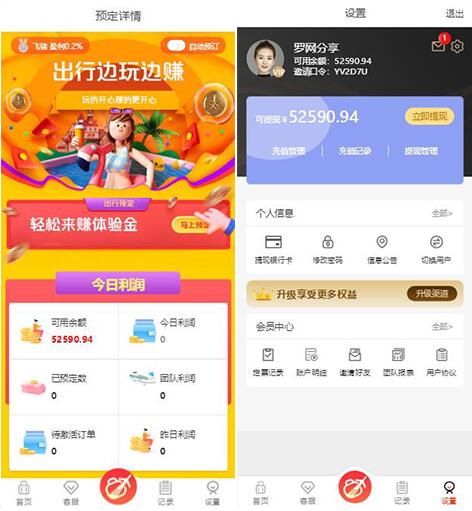 预定详情
飞猪 盈利0.2%
自动预订
出行边玩边赚
玩的开心赚的更开心
出行预定
轻松来赚体验金
马上预定
今日利润
可用余额
52590.94
今日利润
0
已预定数
0
团队利润
0
待激活订单
0
昨日利润
0
首页
客服
记录
设置
设置
退出
罗网分享
可用余额：52590.94
邀请口令：YV2D7U
VIP
1
可提现¥52590.94
立即提现
充值管理
充值记录
提现管理
个人信息
全部>
提现银行卡
修改密码
信息公告
切换用户
升级享受更多权益
升级渠道
会员中心
全部>
定票记录
账户明细
邀请好友
团队报表
用户协议
首页
客服
记录
设置